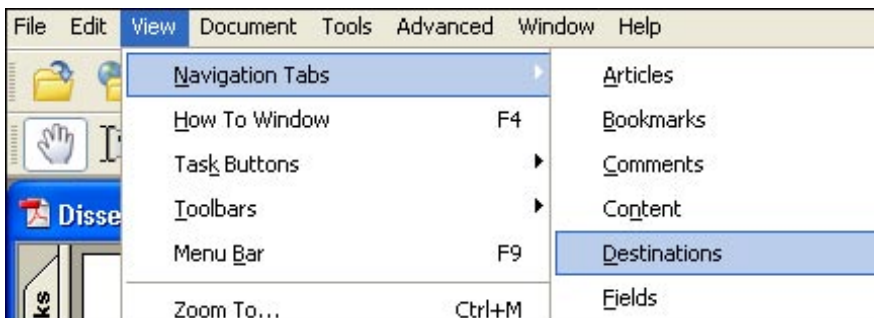 File Edit View Document Tools Advanced Window Help
Navigation Tabs
How To Window F4
Task Buttons
Toolbars
Menu Bar F9
Zoom To... Ctrl+M
Articles
Bookmarks
Comments
Content
Destinations
Fields
Disse
ks